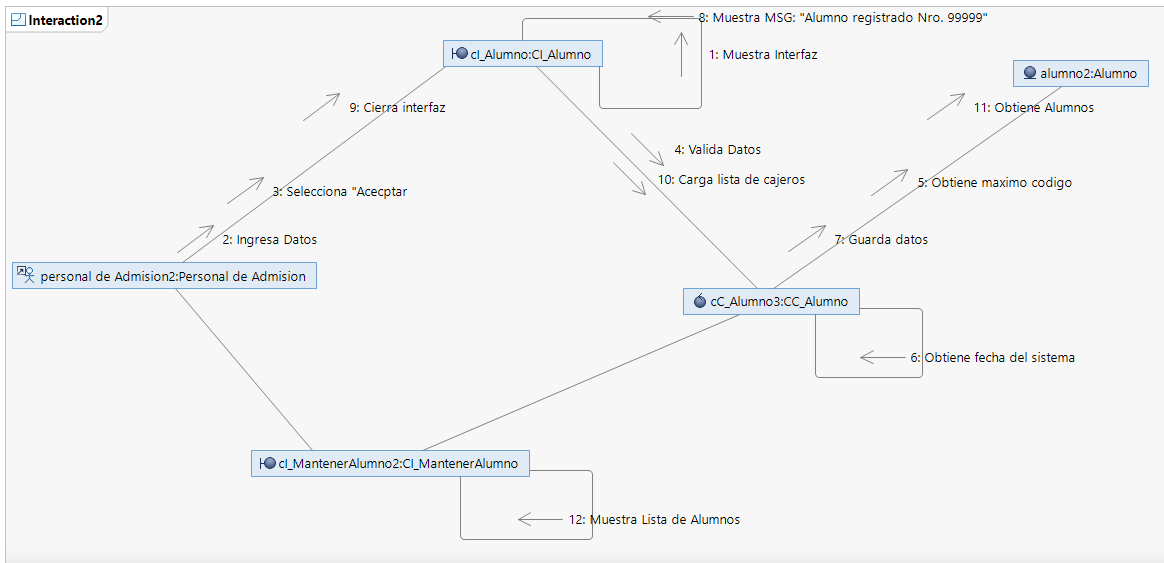 Interaction2
8: Muestra MSG: "Alumno registrado Nro. 99999"
cI_Alumno:CI_Alumno
1: Muestra Interfaz
alumno2:Alumno
9: Cierra interfaz
11: Obtiene Alumnos
4: Valida Datos
10: Carga lista de cajeros
5: Obtiene maximo codigo
3: Selecciona "Acecptar
2: Ingresa Datos
7: Guarda datos
personal de Admision2:Personal de Admision
cC_Alumno3:CC_Alumno
6: Obtiene fecha del sistema
cI_MantenerAlumno2:CI_MantenerAlumno
12: Muestra Lista de Alumnos